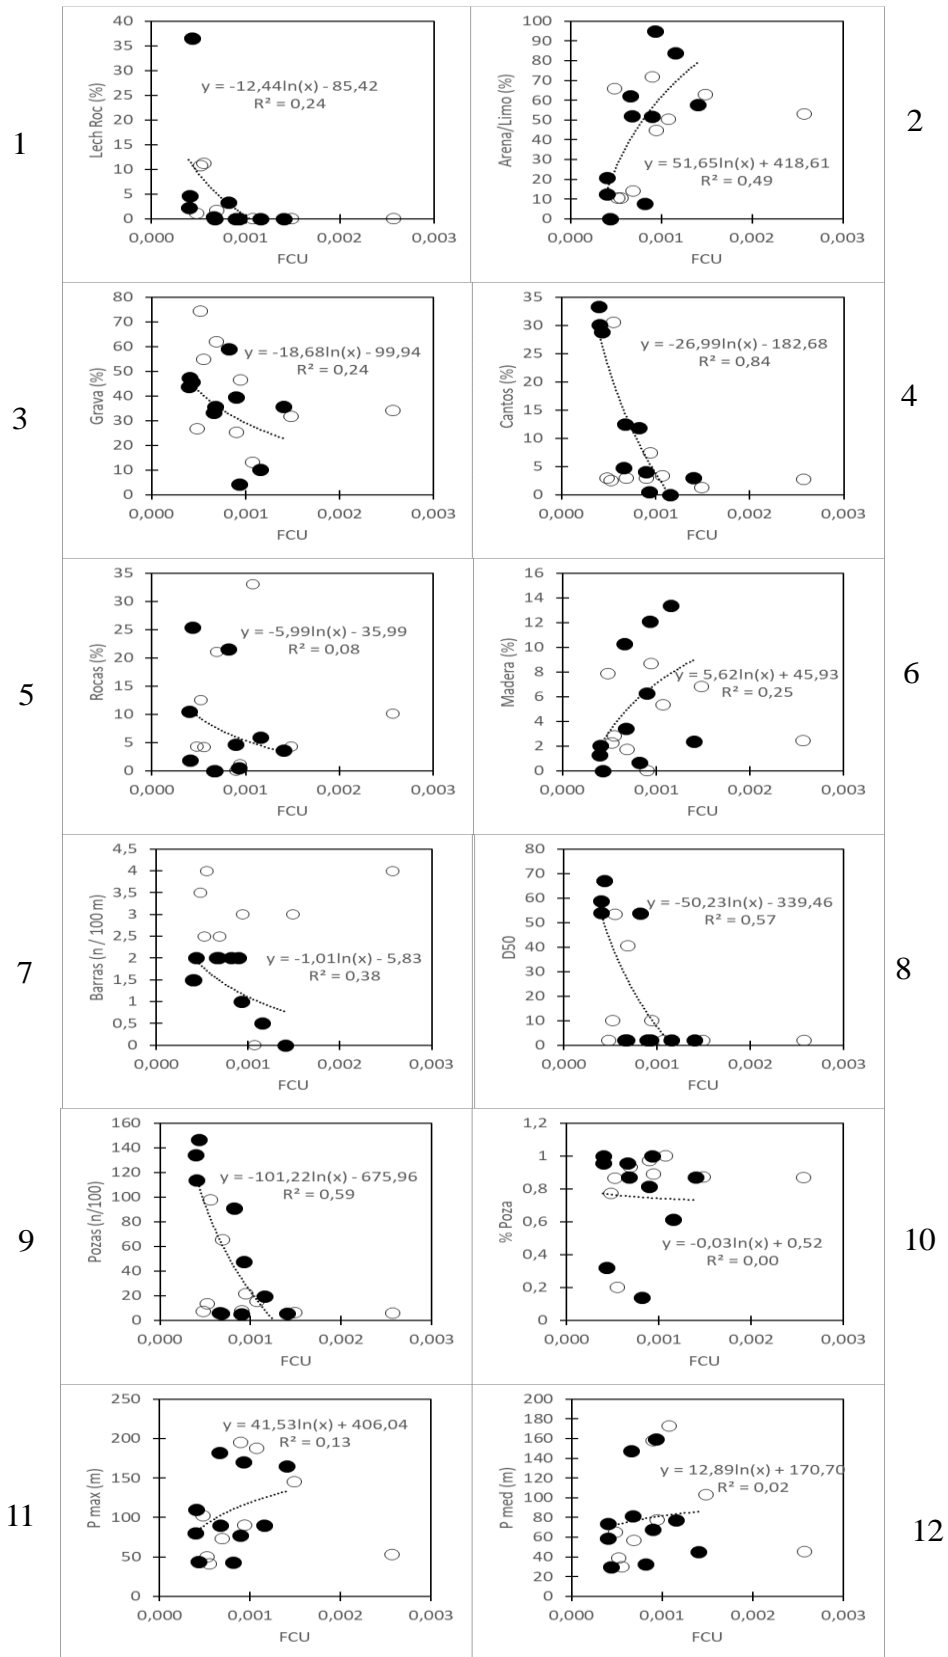 1
40
35
30
25
20
15
10
5
0
Lech Roc (%)
y = -12,44ln(x) - 85,42
R² = 0,24
0,000 0,001 0,002 0,003
FCU
2
100
90
80
70
60
50
40
30
20
10
0
Arena/Limo (%)
y = 51,65ln(x) + 418,61
R² = 0,49
0,000 0,001 0,002 0,003
FCU
3
80
70
60
50
40
30
20
10
0
Grava (%)
y = -18,68ln(x) - 99,94
R² = 0,24
0,000 0,001 0,002 0,003
FCU
4
35
30
25
20
15
10
5
0
Cantos (%)
y = -26,99ln(x) - 182,68
R² = 0,84
0,000 0,001 0,002 0,003
FCU
5
35
30
25
20
15
10
5
0
Rocas (%)
y = -5,99ln(x) - 35,99
R² = 0,08
0,000 0,001 0,002 0,003
FCU
6
16
14
12
10
8
6
4
2
0
Madera (%)
y = 5,62ln(x) + 45,93
R² = 0,25
0,000 0,001 0,002 0,003
FCU
7
4,5
4
3,5
3
2,5
2
1,5
1
0,5
0
Barras (n / 100 m)
y = -1,01ln(x) - 5,83
R² = 0,38
0,000 0,001 0,002 0,003
FCU
8
80
70
60
50
40
30
20
10
0
D50
y = -50,23ln(x) - 339,46
R² = 0,57
0,000 0,001 0,002 0,003
FCU
9
160
140
120
100
80
60
40
20
0
Pozas (n/100)
y = -101,22ln(x) - 675,96
R² = 0,59
0,000 0,001 0,002 0,003
FCU
10
1,2
1
0,8
0,6
0,4
0,2
0
% Poza
y = -0,03ln(x) + 0,52
R² = 0,00
0,000 0,001 0,002 0,003
FCU
11
250
200
150
100
50
0
P max (m)
y = 41,53ln(x) + 406,04
R² = 0,13
0,000 0,001 0,002 0,003
FCU
12
200
180
160
140
120
100
80
60
40
20
0
P med (m)
y = 12,89ln(x) + 170,70
R² = 0,02
0,000 0,001 0,002 0,003
FCU